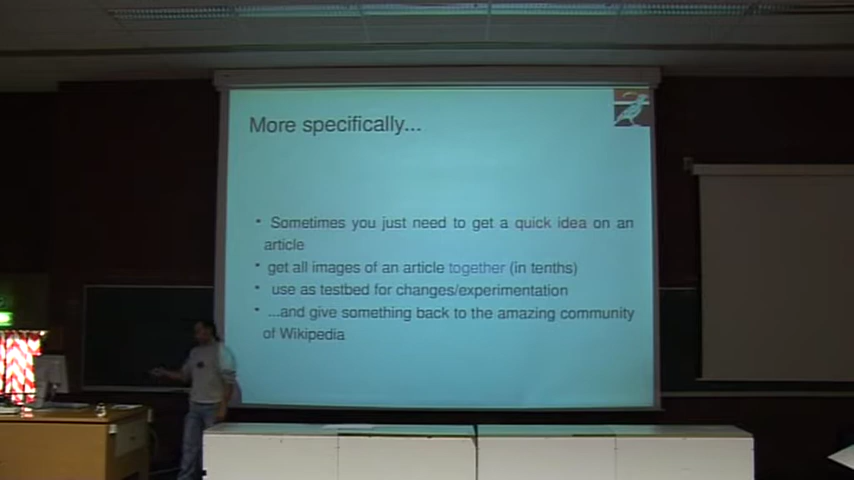 More specifically...
• Sometimes you just need to get a quick idea on an
article
• get all images of an article together (in tenths)
• use as testbed for changes/experimentation
• ...and give something back to the amazing community
of Wikipedia